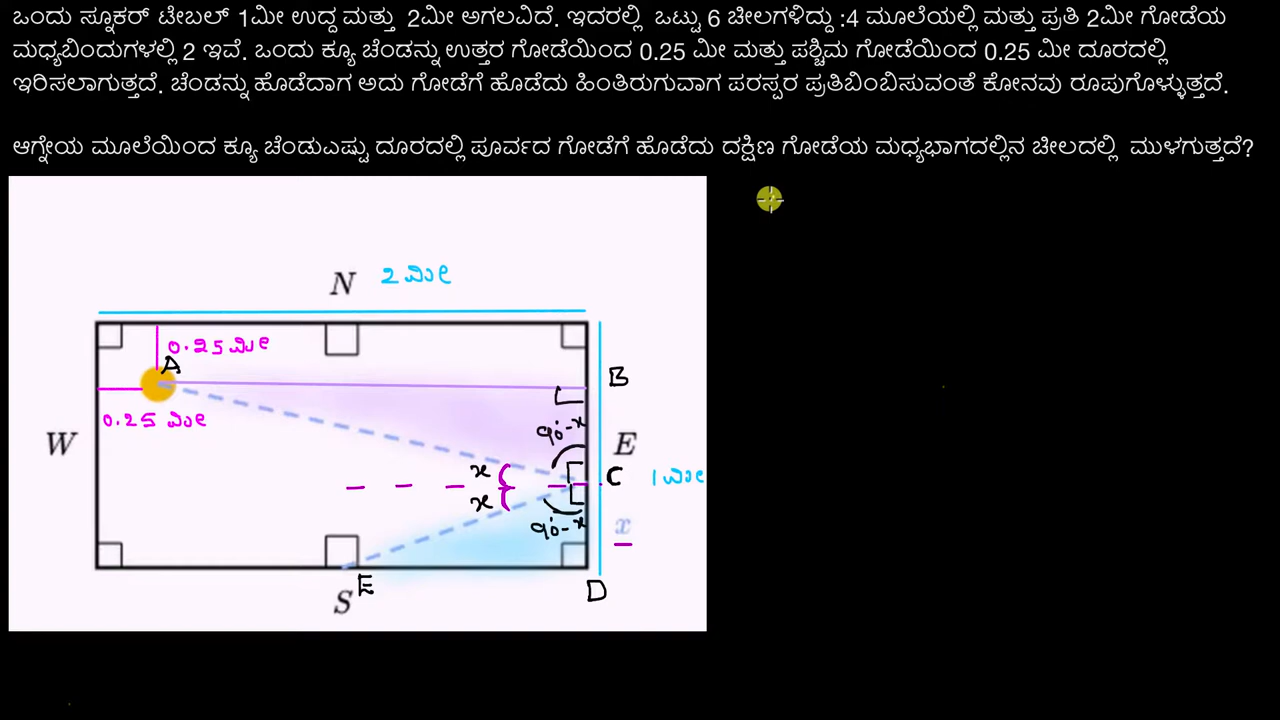 ಒಂದು ಸ್ನೂಕರ್ ಟೇಬಲ್ 1ಮೀ ಉದ್ದ ಮತ್ತು 2ಮೀ ಅಗಲವಿದೆ. ಇದರಲ್ಲಿ ಒಟ್ಟು 6 ಚೀಲಗಳಿದ್ದು :4 ಮೂಲೆಯಲ್ಲಿ ಮತ್ತು ಪ್ರತಿ 2ಮೀ ಗೋಡೆಯ
ಮಧ್ಯಬಿಂದುಗಳಲ್ಲಿ 2 ಇವೆ. ಒಂದು ಕ್ಯೂ ಚೆಂಡನ್ನು ಉತ್ತರ ಗೋಡೆಯಿಂದ 0.25 ಮೀ ಮತ್ತು ಪಶ್ಚಿಮ ಗೋಡೆಯಿಂದ 0.25 ಮೀ ದೂರದಲ್ಲಿ
ಇರಿಸಲಾಗುತ್ತದೆ. ಚೆಂಡನ್ನು ಹೊಡೆದಾಗ ಅದು ಗೋಡೆಗೆ ಹೊಡೆದು ಹಿಂತಿರುಗುವಾಗ ಪರಸ್ಪರ ಪ್ರತಿಬಿಂಬಿಸುವಂತೆ ಕೋನವು ರೂಪುಗೊಳ್ಳುತ್ತದೆ.
ಆಗ್ನೇಯ ಮೂಲೆಯಿಂದ ಕ್ಯೂ ಚೆಂಡುಎಷ್ಟು ದೂರದಲ್ಲಿ ಪೂರ್ವದ ಗೋಡೆಗೆ ಹೊಡೆದು ದಕ್ಷಿಣ ಗೋಡೆಯ ಮಧ್ಯಭಾಗದಲ್ಲಿನ ಚೀಲದಲ್ಲಿ ಮುಳಗುತ್ತದೆ?
N 2 ಮೀ
0.25 ಮೀ
A
B
0.25 ಮೀ
90-x
W
E
x
C 1 ಮೀ
x
90-x
x
E
D
S